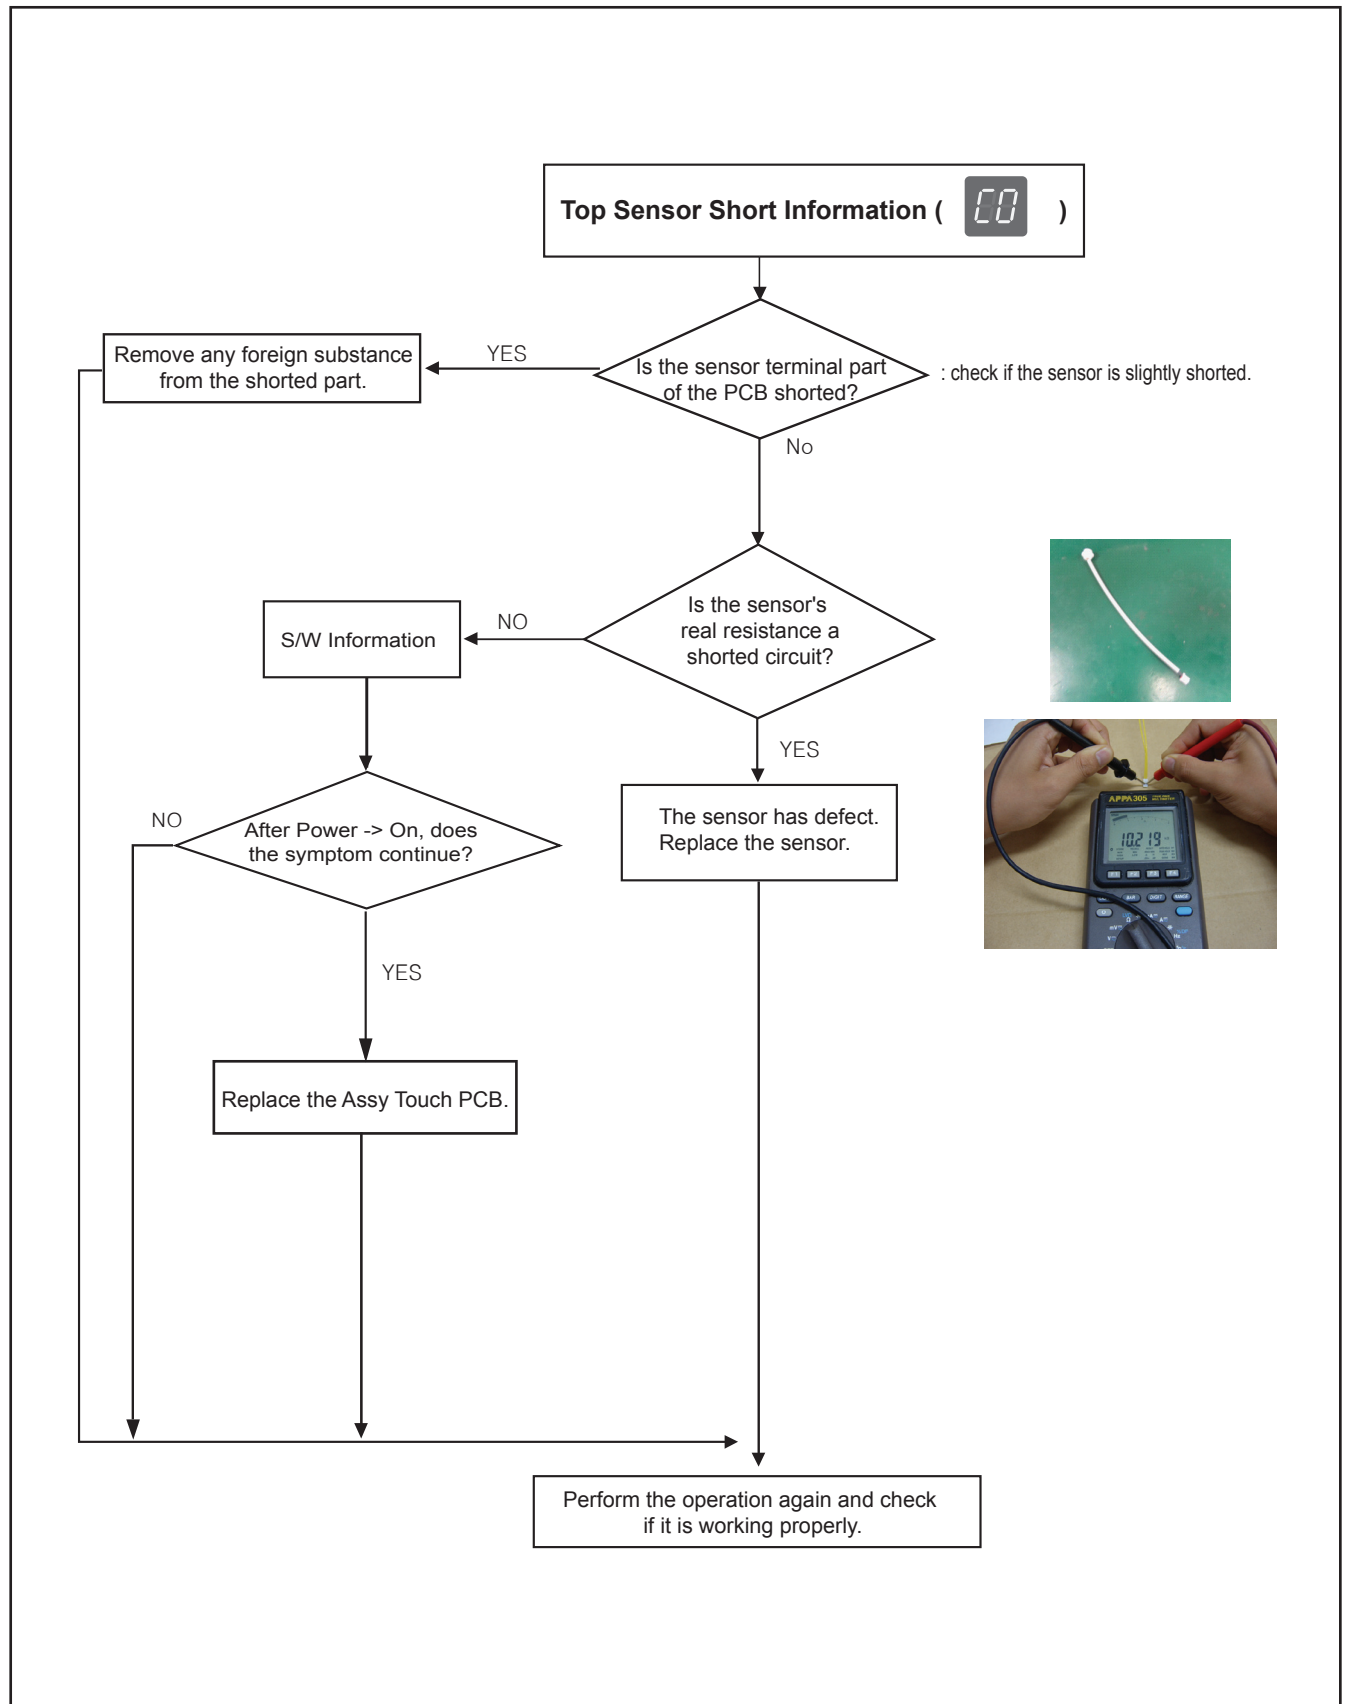 Top Sensor Short Information ( C0 )
Remove any foreign substance
from the shorted part.
YES
Is the sensor terminal part
of the PCB shorted?
: check if the sensor is slightly shorted.
No
S/W Information
NO
Is the sensor's
real resistance a
shorted circuit?
YES
NO
After Power -> On, does
the symptom continue?
The sensor has defect.
Replace the sensor.
APPA 305
10.219
YES
Replace the Assy Touch PCB.
Perform the operation again and check
if it is working properly.